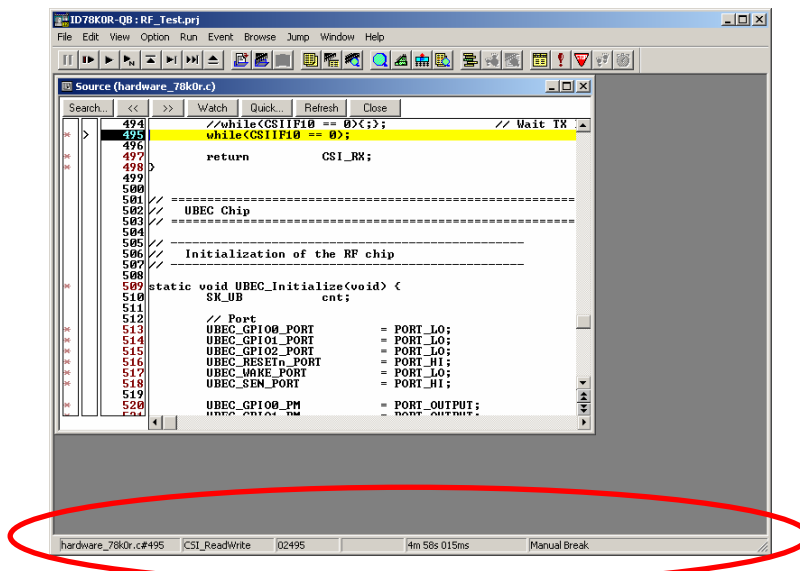 ID78K0R-QB : RF_Test.prj
File Edit View Option Run Event Browse Jump Window Help
Source (hardware_78k0r.c)
Search... << >> Watch Quick... Refresh Close
494 //while(CSIIF10 == 0){;}; // Wait TX
* > 495 while(CSIIF10 == 0);
496
* 497 return CSI_RX;
* 498 }
499
500
501 // ================================================
502 // UBEC Chip
503 // ================================================
504
505 // ------------------------------------------
506 // Initialization of the RF chip
507 // ------------------------------------------
508
* 509 static void UBEC_Initialize(void) {
510 SK_UB cnt;
511
512 // Port
* 513 UBEC_GPIO0_PORT = PORT_LO;
* 514 UBEC_GPIO1_PORT = PORT_LO;
* 515 UBEC_GPIO2_PORT = PORT_LO;
* 516 UBEC_RESETn_PORT = PORT_HI;
* 517 UBEC_WAKE_PORT = PORT_LO;
* 518 UBEC_SEN_PORT = PORT_HI;
519
* 520 UBEC_GPIO0_PM = PORT_OUTPUT;
521 UBEC_GPIO1_PM = PORT_OUTPUT;
hardware_78k0r.c#495 CSI_ReadWrite 02495 4m 58s 015ms Manual Break